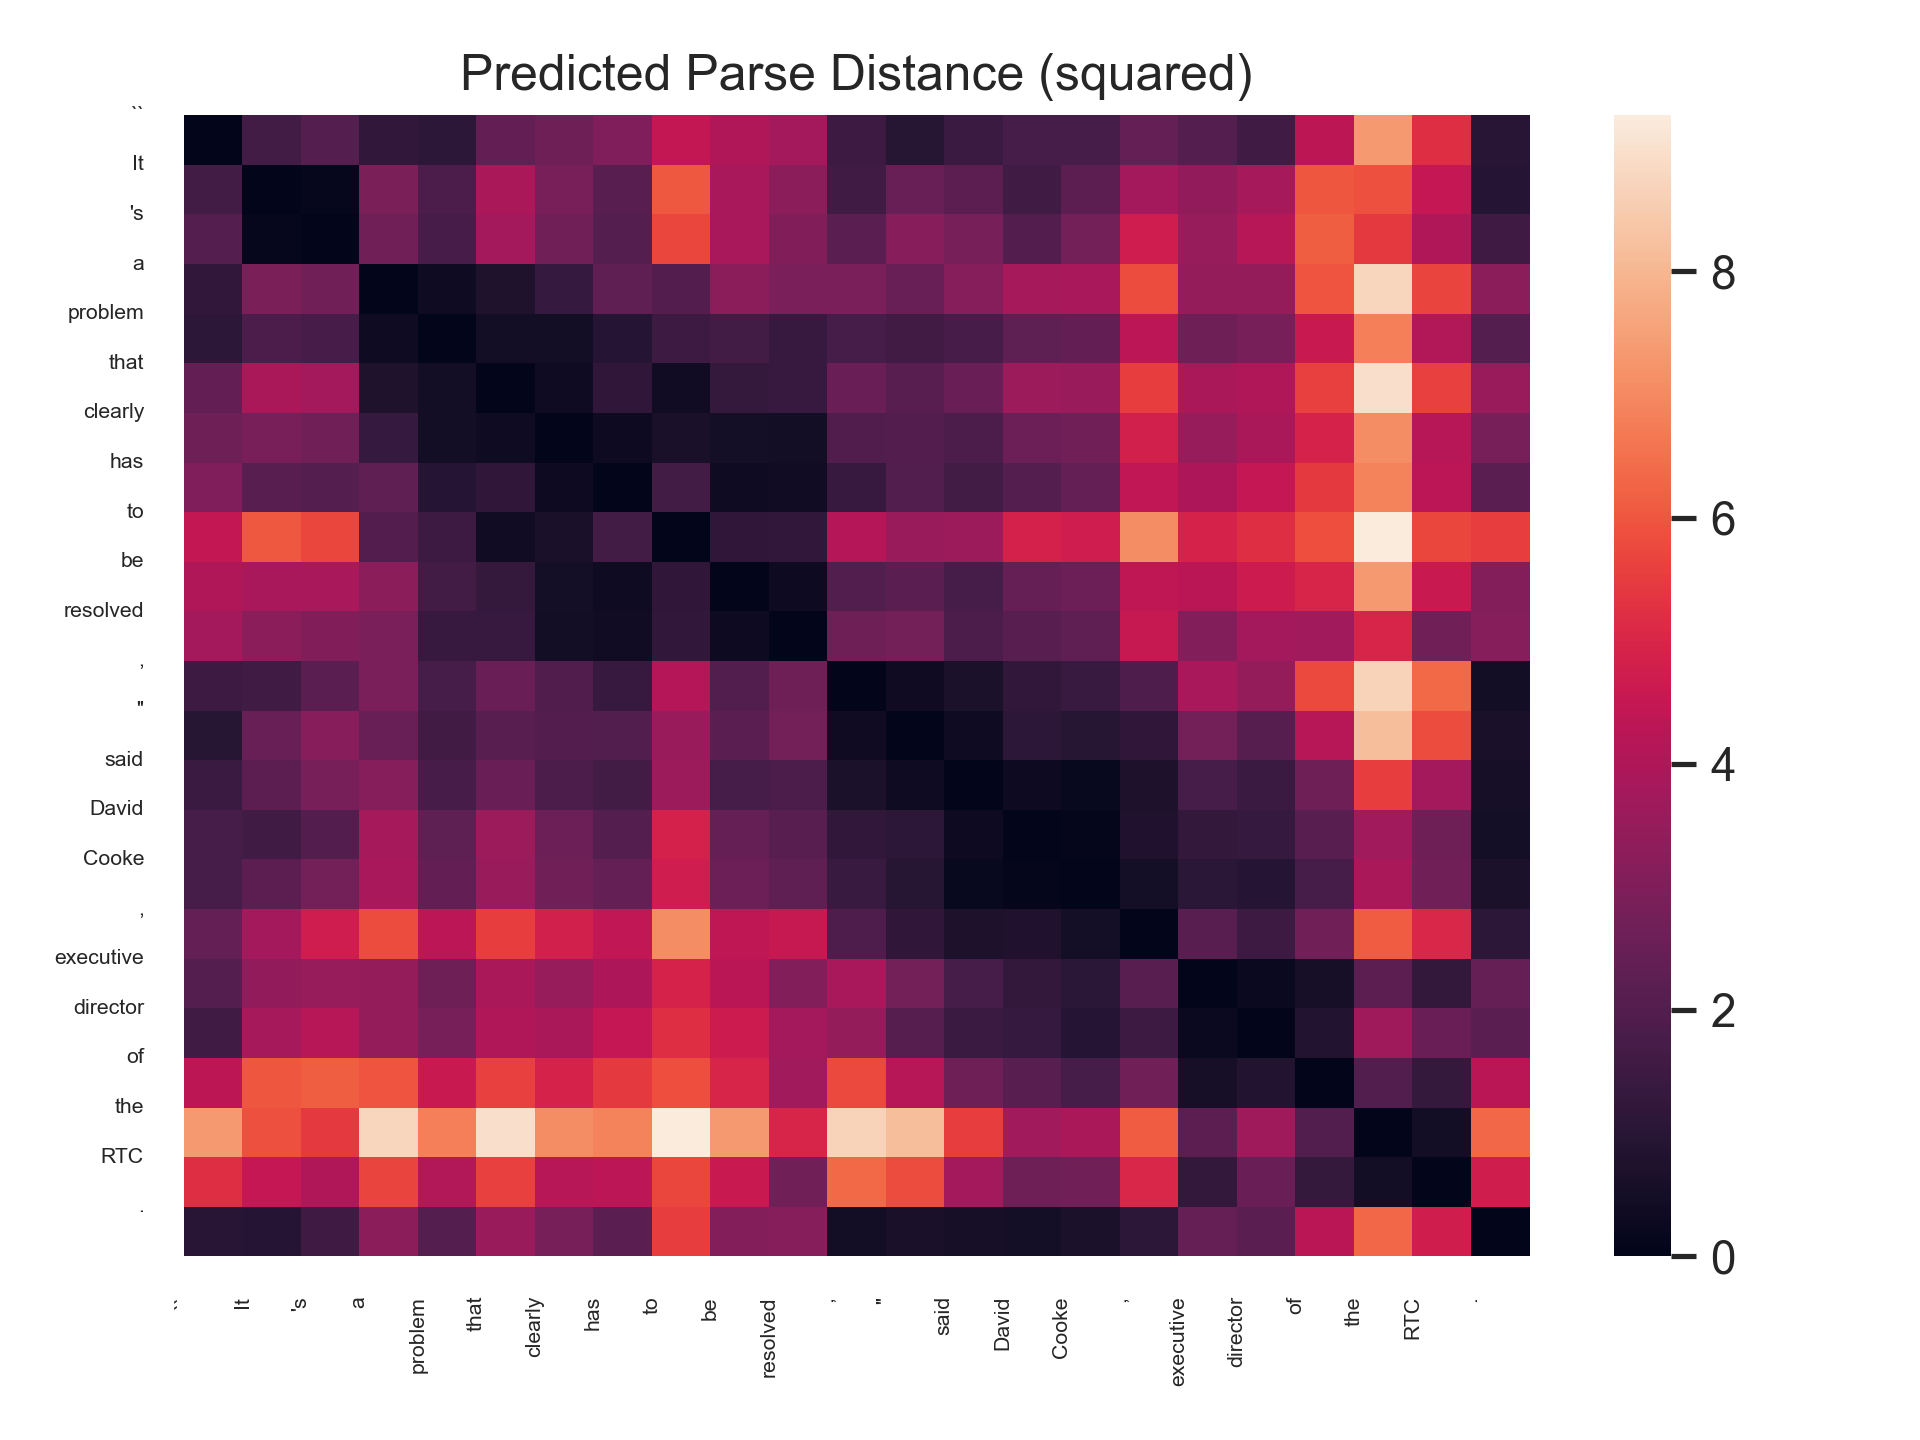 Predicted Parse Distance (squared)
``
It
's
a
problem
that
clearly
has
to
be
resolved
,
"
said
David
Cooke
,
executive
director
of
the
RTC
.
8
6
4
2
0
``
It
's
a
problem
that
clearly
has
to
be
resolved
,
"
said
David
Cooke
,
executive
director
of
the
RTC
.